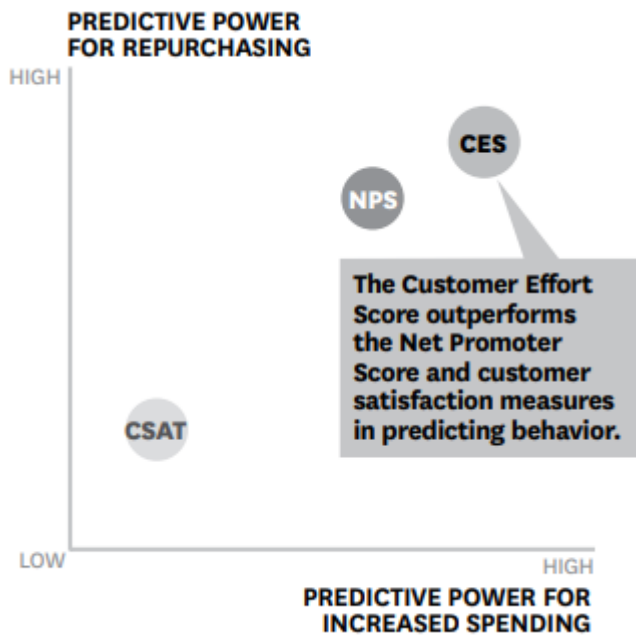 PREDICTIVE POWER
FOR REPURCHASING
HIGH
CES
NPS
The Customer Effort
Score outperforms
the Net Promoter
Score and customer
satisfaction measures
in predicting behavior.
CSAT
LOW
HIGH
PREDICTIVE POWER FOR
INCREASED SPENDING